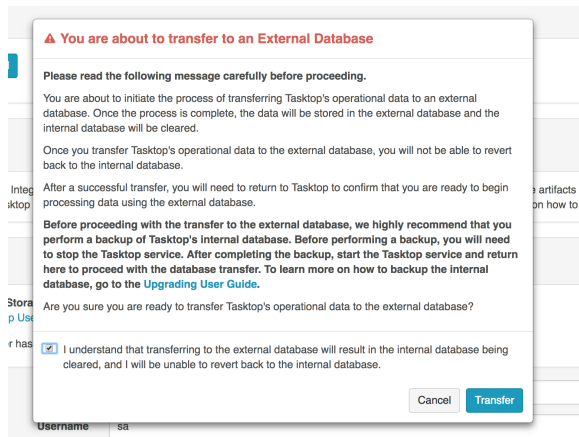 You are about to transfer to an External Database
Please read the following message carefully before proceeding.
You are about to initiate the process of transferring Tasktop's operational data to an external
database. Once the process is complete, the data will be stored in the external database and the
internal database will be cleared.
Once you transfer Tasktop's operational data to the external database, you will not be able to revert
back to the internal database.
After a successful transfer, you will need to return to Tasktop to confirm that you are ready to begin
processing data using the external database.
Before proceeding with the transfer to the external database, we highly recommend that you
perform a backup of Tasktop's internal database. Before performing a backup, you will need
to stop the Tasktop service. After completing the backup, start the Tasktop service and return
here to proceed with the database transfer. To learn more on how to backup the internal
database, go to the Upgrading User Guide.
Are you sure you are ready to transfer Tasktop's operational data to the external database?
I understand that transferring to the external database will result in the internal database being
cleared, and I will be unable to revert back to the internal database.
Cancel Transfer
Integ
e artifacts
sktop
on how to
Stora
p Use
r has
Username sa